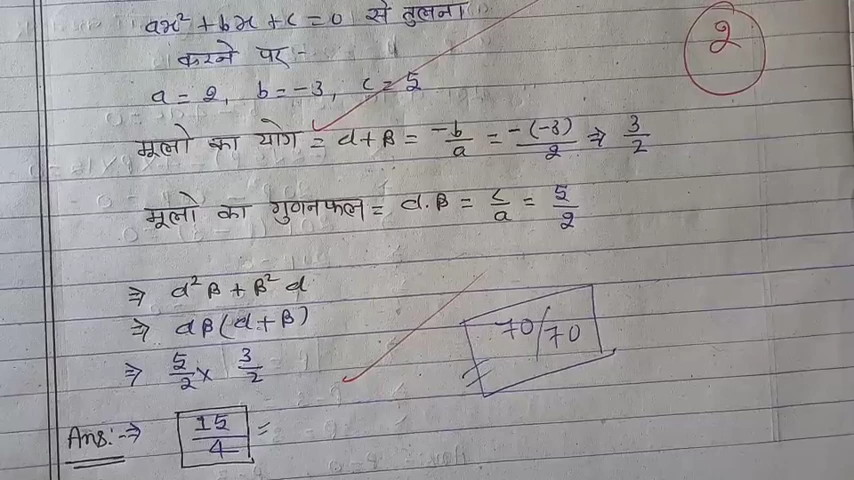 ax² + bx + c = 0 से तुलना
करने पर -
a = 2, b = -3, c = 5
2
मूलो का योग = α + β = -b/a = -(-3)/2 ⇒ 3/2
मूलो का गुणनफल = α.β = c/a = 5/2
⇒ α²β + β²α
⇒ αβ(α + β)
70/70
⇒ 5/2 × 3/2
Ans:-→ 15/4 =